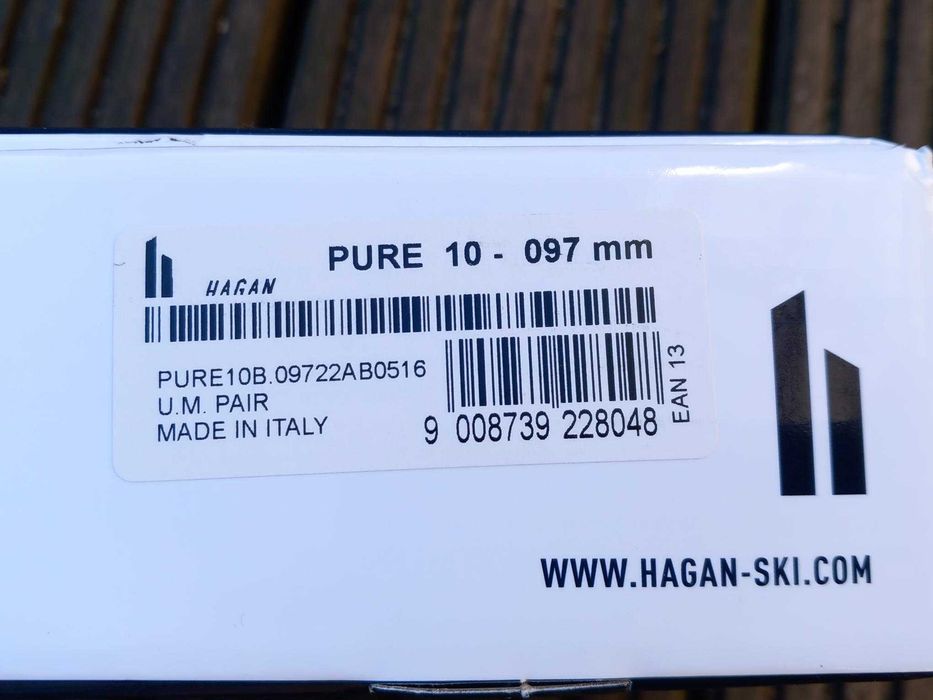 HAGAN
PURE 10 - 097 mm
PURE10B.09722AB0516
U.M. PAIR
MADE IN ITALY
9 008739 228048
EAN 13
WWW.HAGAN-SKI.COM